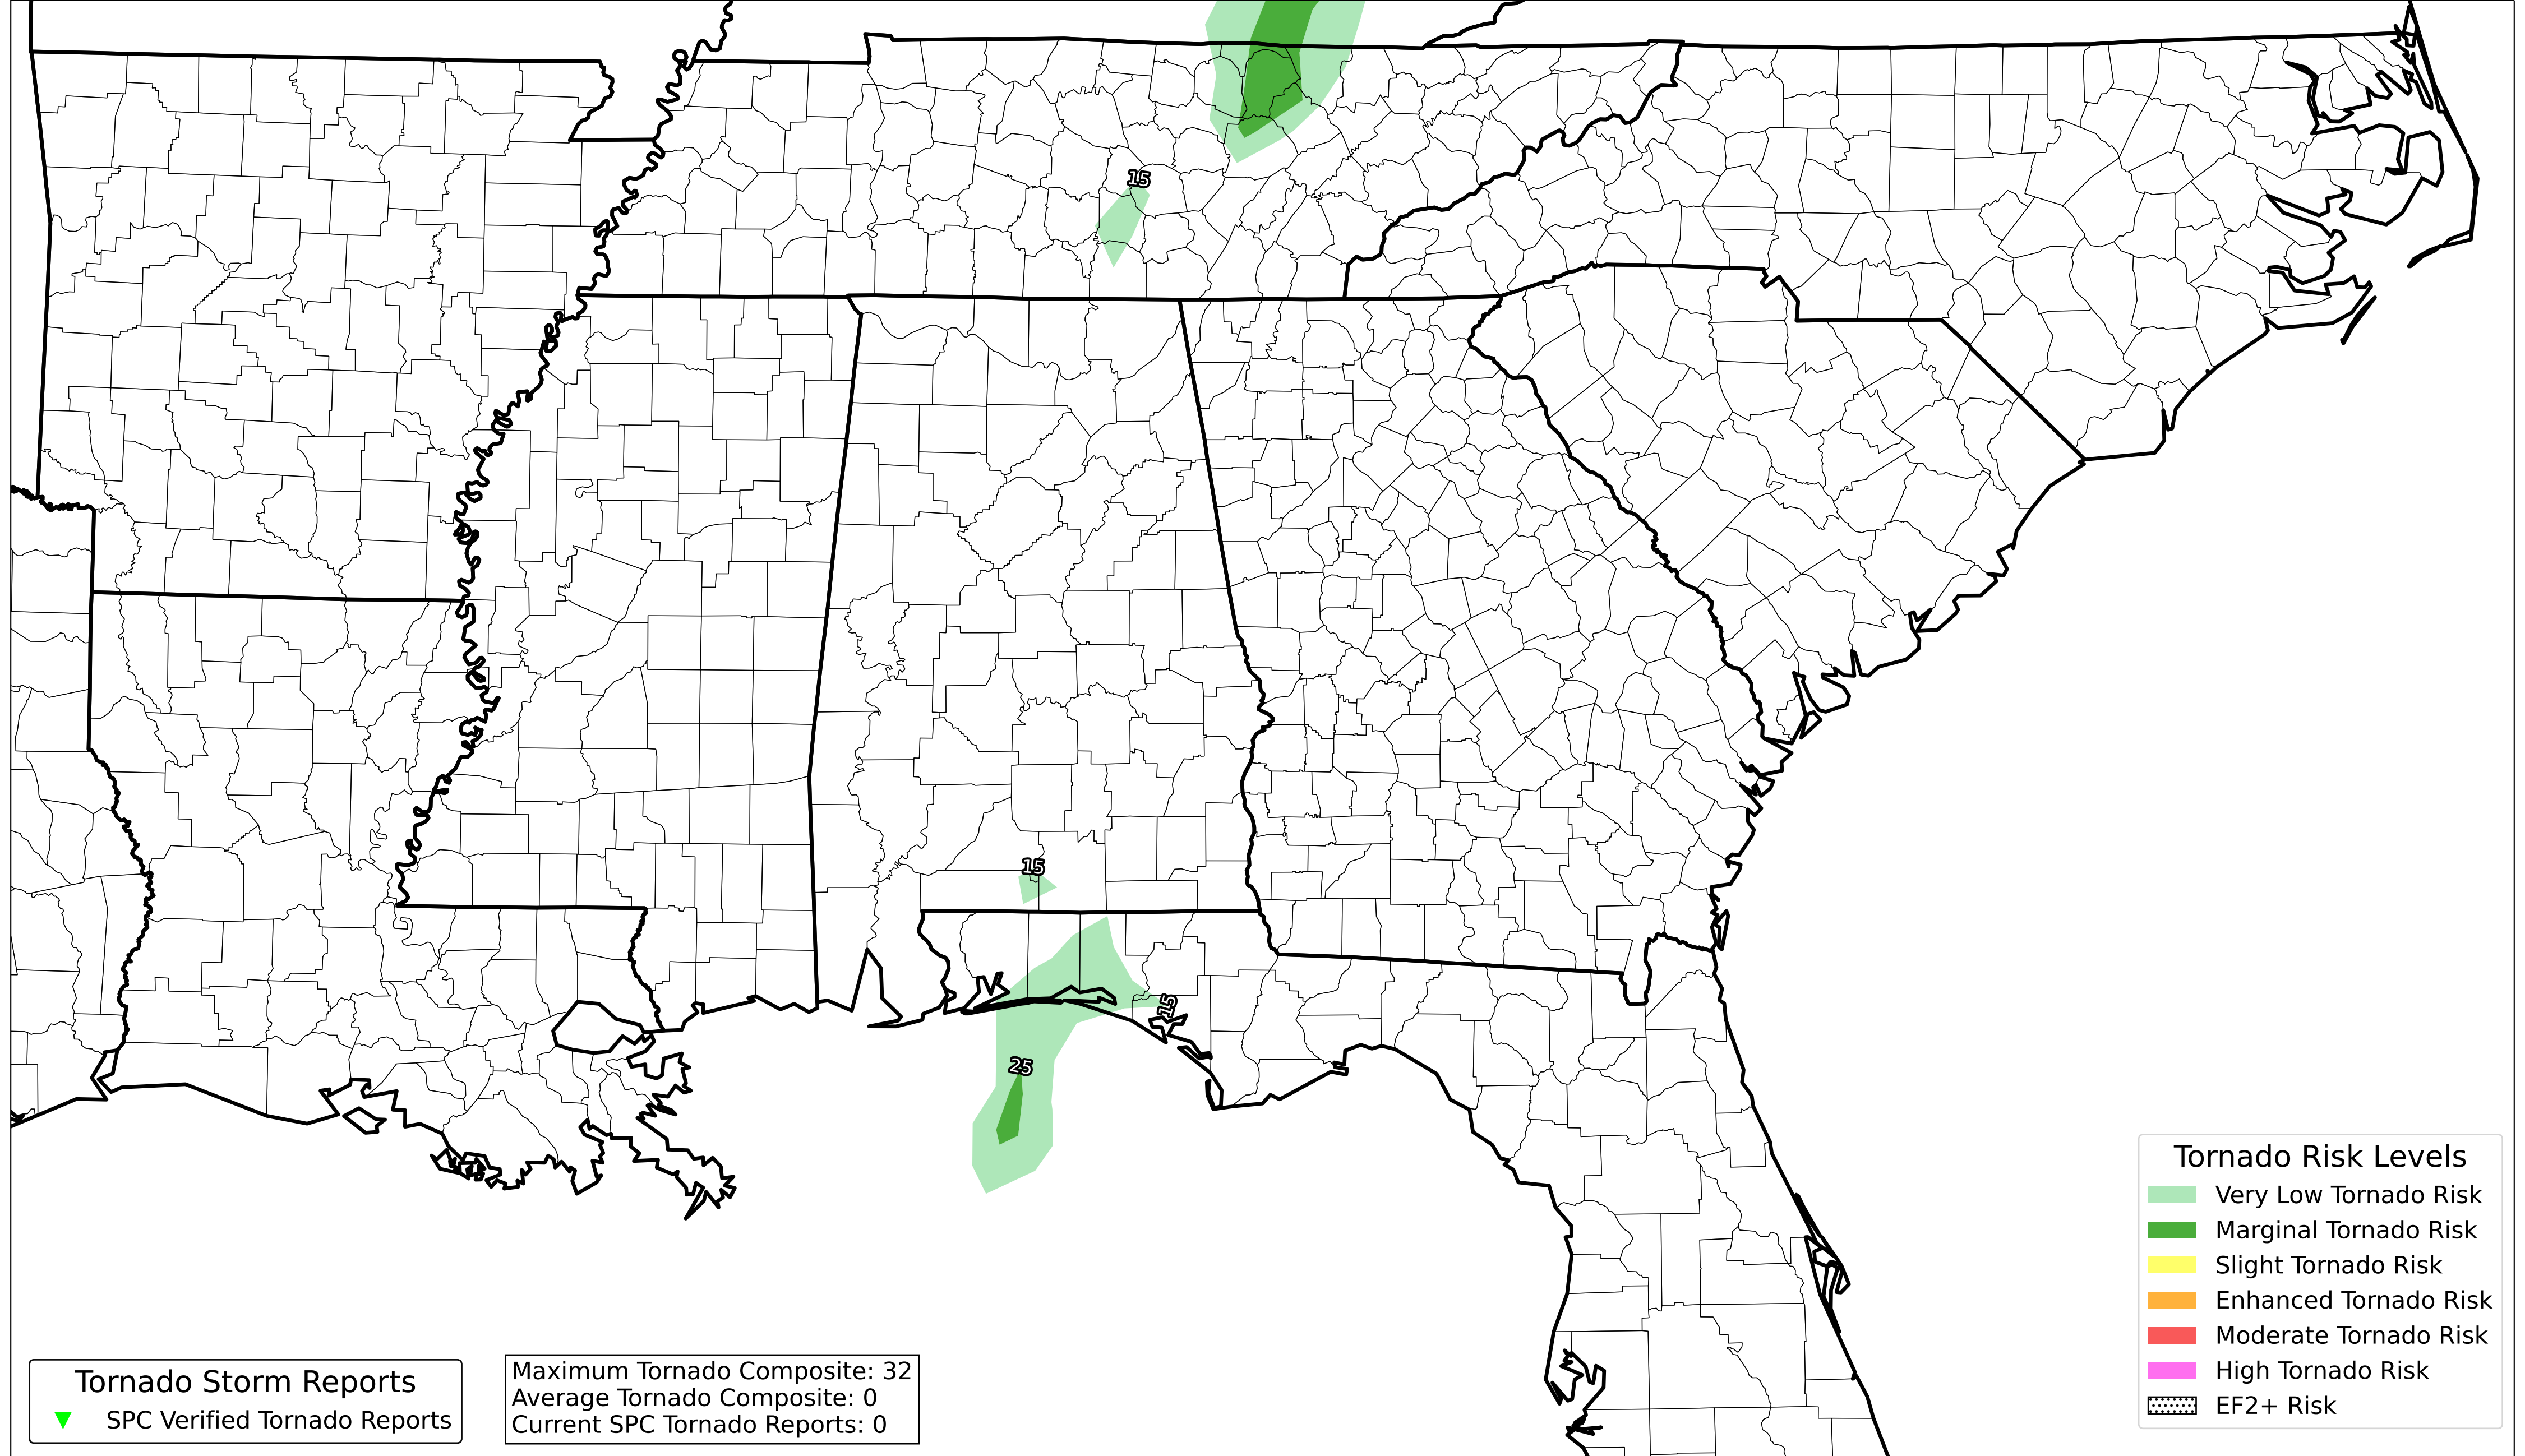 15
15
15
25
Tornado Risk Levels
Very Low Tornado Risk
Marginal Tornado Risk
Slight Tornado Risk
Enhanced Tornado Risk
Moderate Tornado Risk
High Tornado Risk
EF2+ Risk
Tornado Storm Reports
SPC Verified Tornado Reports
Maximum Tornado Composite: 32
Average Tornado Composite: 0
Current SPC Tornado Reports: 0